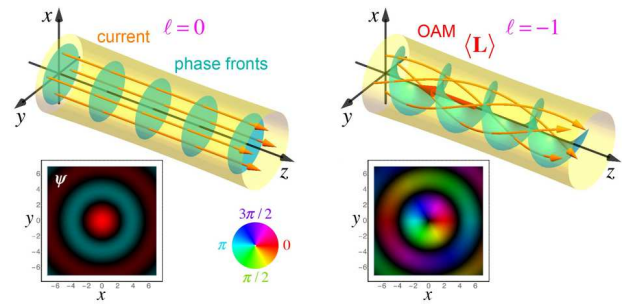 x
ℓ = 0
current
phase fronts
y
z
ψ
6
4
2
0
-2
-4
-6
y
-6 -4 -2 0 2 4 6
x
3π / 2
π
0
π / 2
x
OAM
⟨L⟩
ℓ = −1
y
z
6
4
2
0
-2
-4
-6
y
-6 -4 -2 0 2 4 6
x